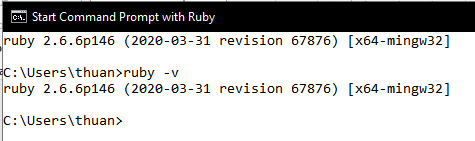 Start Command Prompt with Ruby
ruby 2.6.6p146 (2020-03-31 revision 67876) [x64-mingw32]
C:\Users\thuan>ruby -v
ruby 2.6.6p146 (2020-03-31 revision 67876) [x64-mingw32]
C:\Users\thuan>